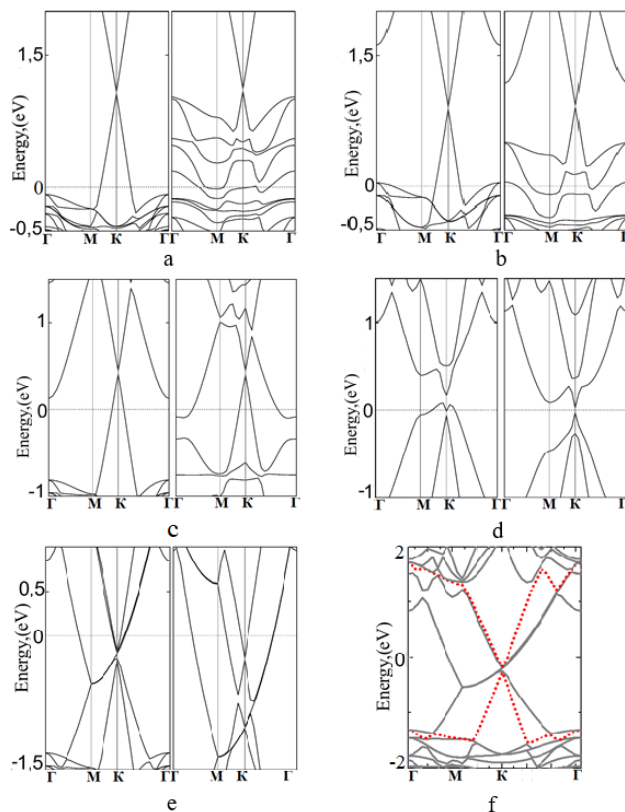 Energy,(eV)
1,5
0
-0,5
Γ M K Γ
M K Γ
a
Energy,(eV)
1,5
0
-0,5
Γ M K Γ
M K
b
Energy,(eV)
1
0
-1
Γ M K Γ
M K Γ
c
Energy,(eV)
1
0
-1
Γ M K Γ
M K Γ
d
Energy,(eV)
0,5
0
-1,5
Γ M K Γ
M K Γ
e
Energy,(eV)
2
0
-2
Γ M K Γ
f